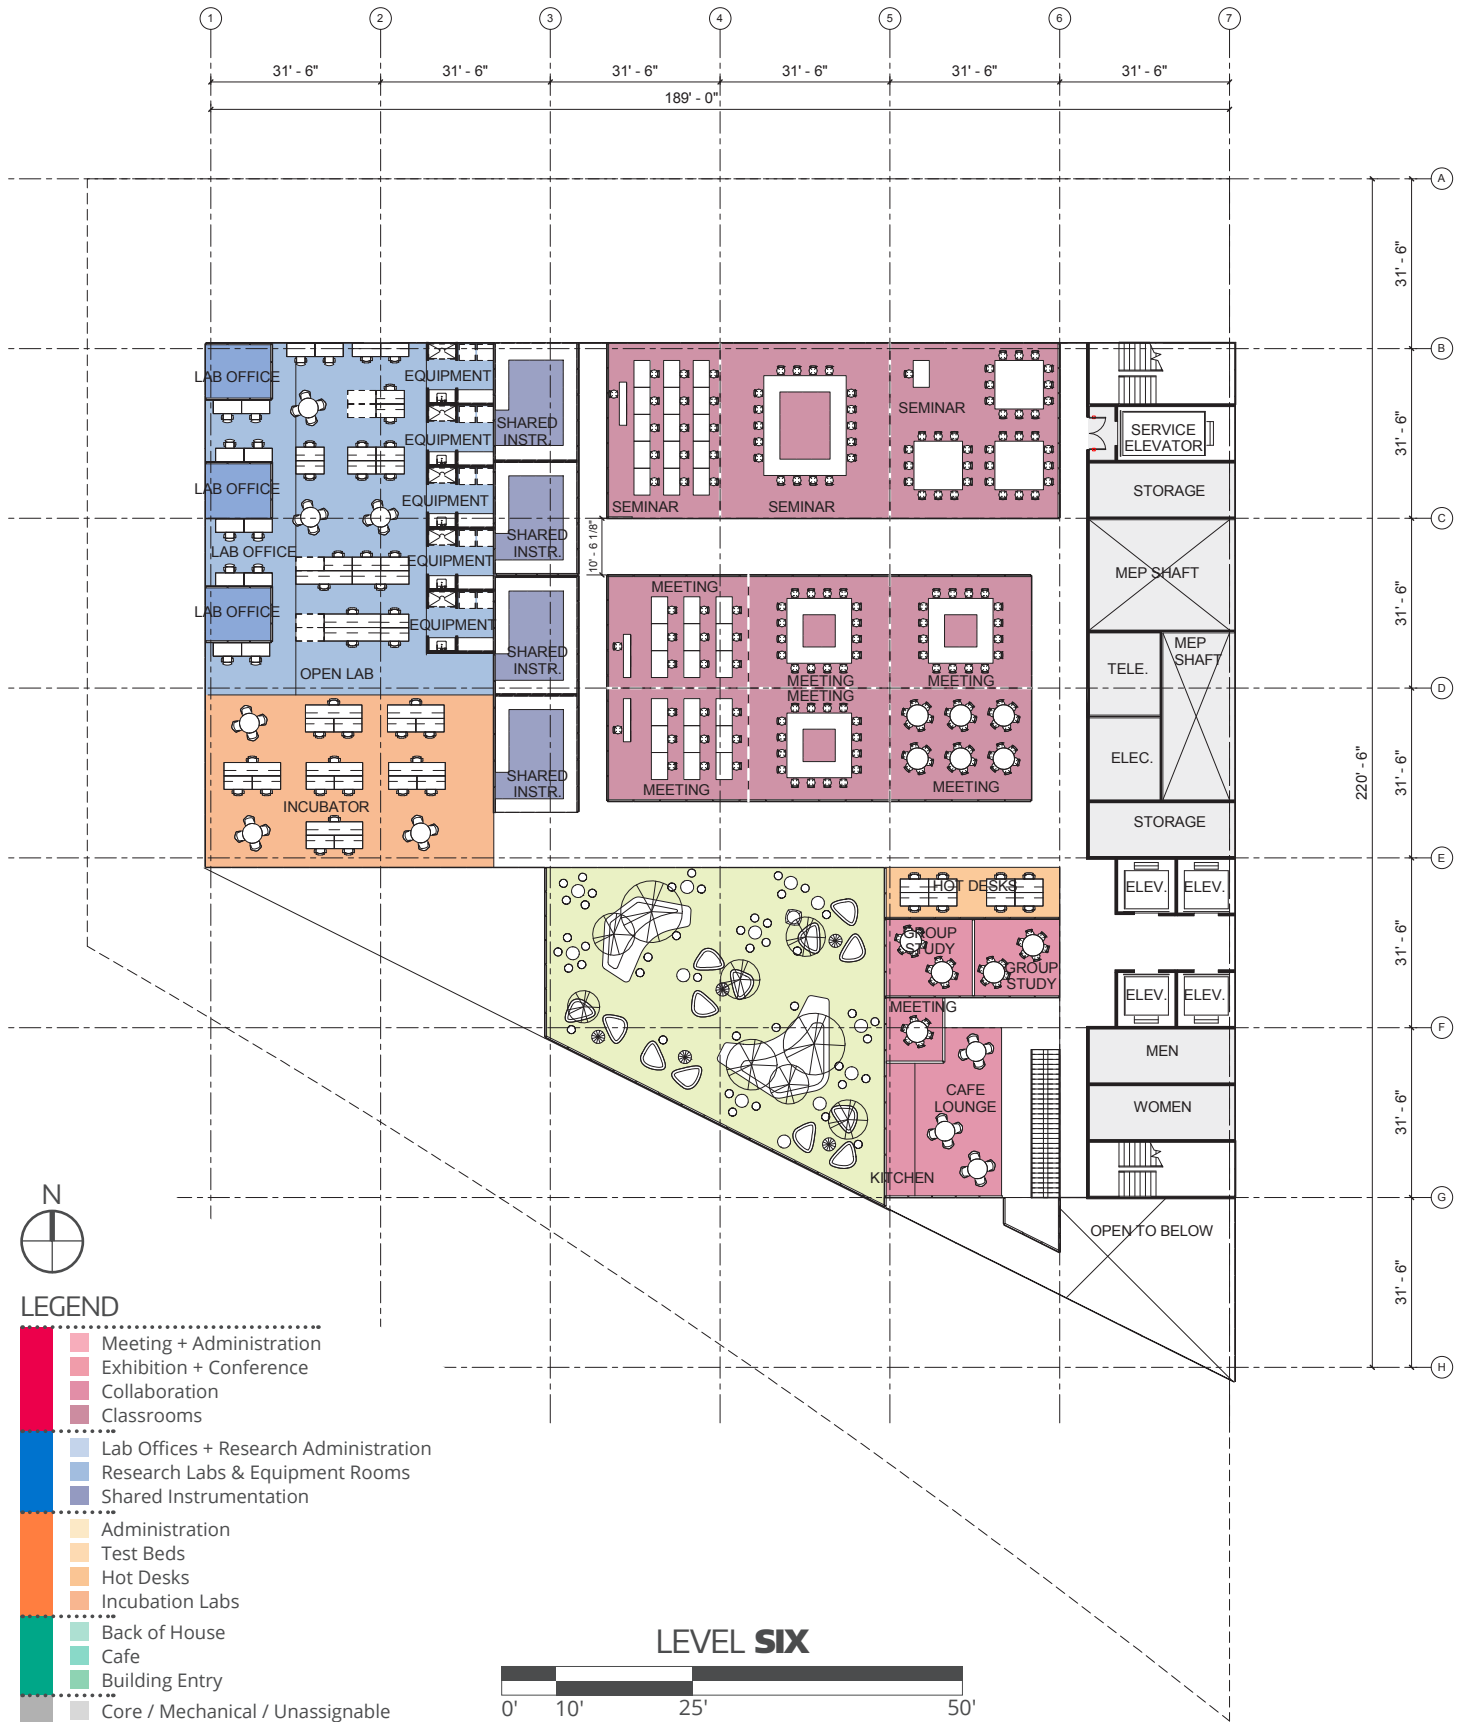 1 2 3 4 5 6 7
31' - 6" 31' - 6" 31' - 6" 31' - 6" 31' - 6" 31' - 6"
189' - 0"
A
31' - 6"
B
LAB OFFICE
EQUIPMENT
SHARED
INSTR.
SEMINAR
SERVICE
ELEVATOR
31' - 6"
EQUIPMENT
LAB OFFICE
EQUIPMENT
SEMINAR
SEMINAR
STORAGE
C
SHARED
INSTR.
10' - 6 1/8"
LAB OFFICE
EQUIPMENT
MEP SHAFT
31' - 6"
MEETING
LAB OFFICE
EQUIPMENT
SHARED
INSTR.
MEP
SHAFT
TELE.
OPEN LAB
MEETING
MEETING
D
MEETING
ELEC.
220' - 6"
31' - 6"
SHARED
INSTR.
MEETING
MEETING
INCUBATOR
STORAGE
E
HOT DESKS
ELEV.
ELEV.
GROUP
STUDY
31' - 6"
GROUP
STUDY
ELEV.
ELEV.
MEETING
F
MEN
CAFE
LOUNGE
WOMEN
31' - 6"
KITCHEN
G
OPEN TO BELOW
31' - 6"
H
N
LEGEND
Meeting + Administration
Exhibition + Conference
Collaboration
Classrooms
Lab Offices + Research Administration
Research Labs & Equipment Rooms
Shared Instrumentation
Administration
Test Beds
Hot Desks
Incubation Labs
Back of House
Cafe
Building Entry
Core / Mechanical / Unassignable
LEVEL SIX
0' 10' 25' 50'